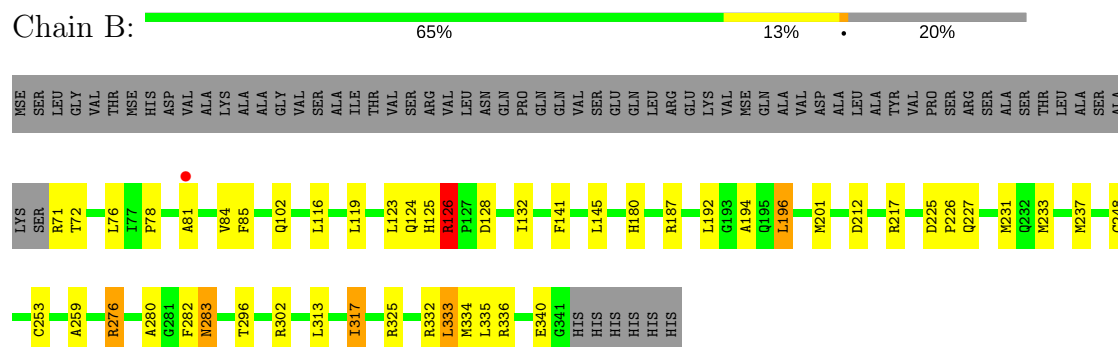 Chain B:
65% 13% • 20%
MSE SER LEU GLY VAL THR MSE HIS ASP VAL ALA LYS ALA ALA GLY VAL SER ALA ILE THR VAL SER ARG VAL LEU ASN GLN PRO GLN GLN VAL SER GLU GLN LEU ARG GLU LYS VAL MSE GLN ALA VAL ASP ALA LEU ALA TYR VAL PRO SER ARG SER ALA SER THR LEU ALA SER ALA
LYS SER R71 T72 L76 I77 P78 A81 V84 F85 Q102 L116 L119 L123 Q124 H125 R126 P127 D128 I132 F141 L145 H180 R187 L192 G193 A194 Q195 L196 M201 D212 R217 D225 P226 Q227 M231 Q232 M233 M237 C248
C253 A259 R276 A280 G281 F282 N283 T296 R302 L313 I317 R325 R332 L333 M334 L335 R336 E340 G341 HIS HIS HIS HIS HIS HIS